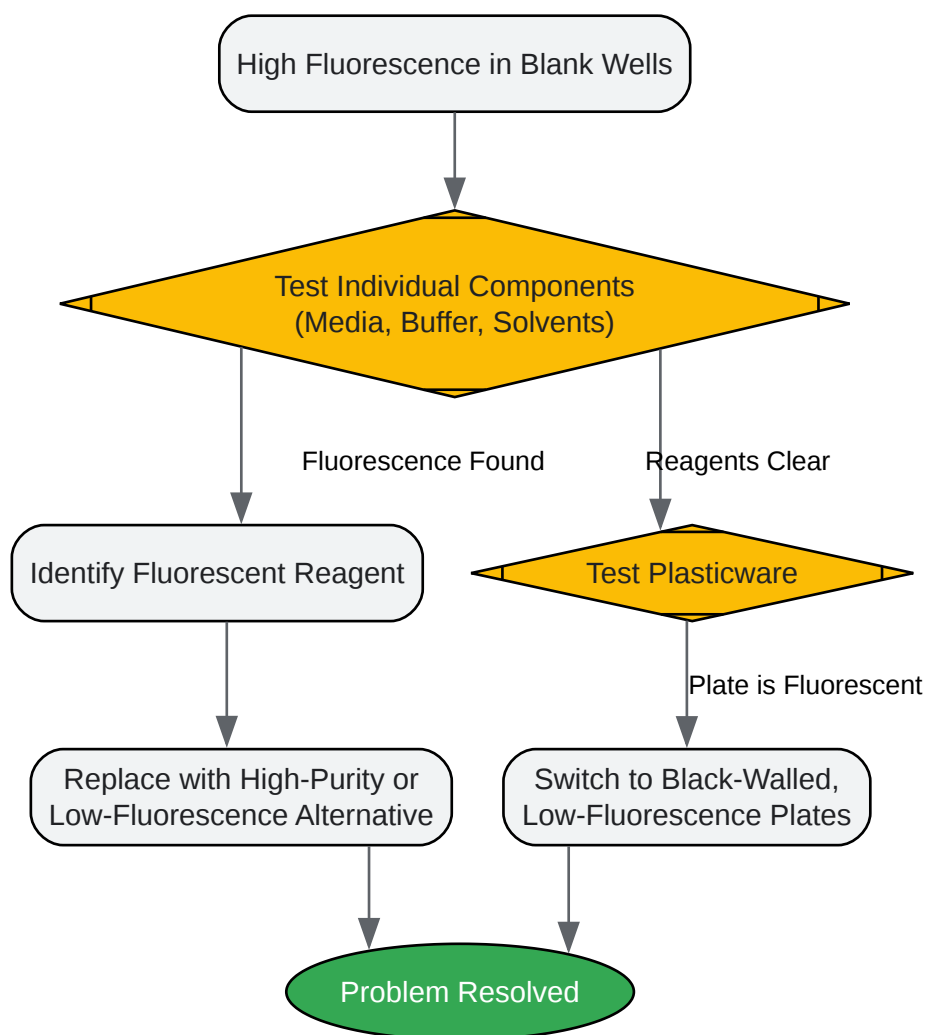 High Fluorescence in Blank Wells
Test Individual Components
(Media, Buffer, Solvents)
Fluorescence Found
Reagents Clear
Identify Fluorescent Reagent
Test Plasticware
Plate is Fluorescent
Replace with High-Purity or
Low-Fluorescence Alternative
Switch to Black-Walled,
Low-Fluorescence Plates
Problem Resolved